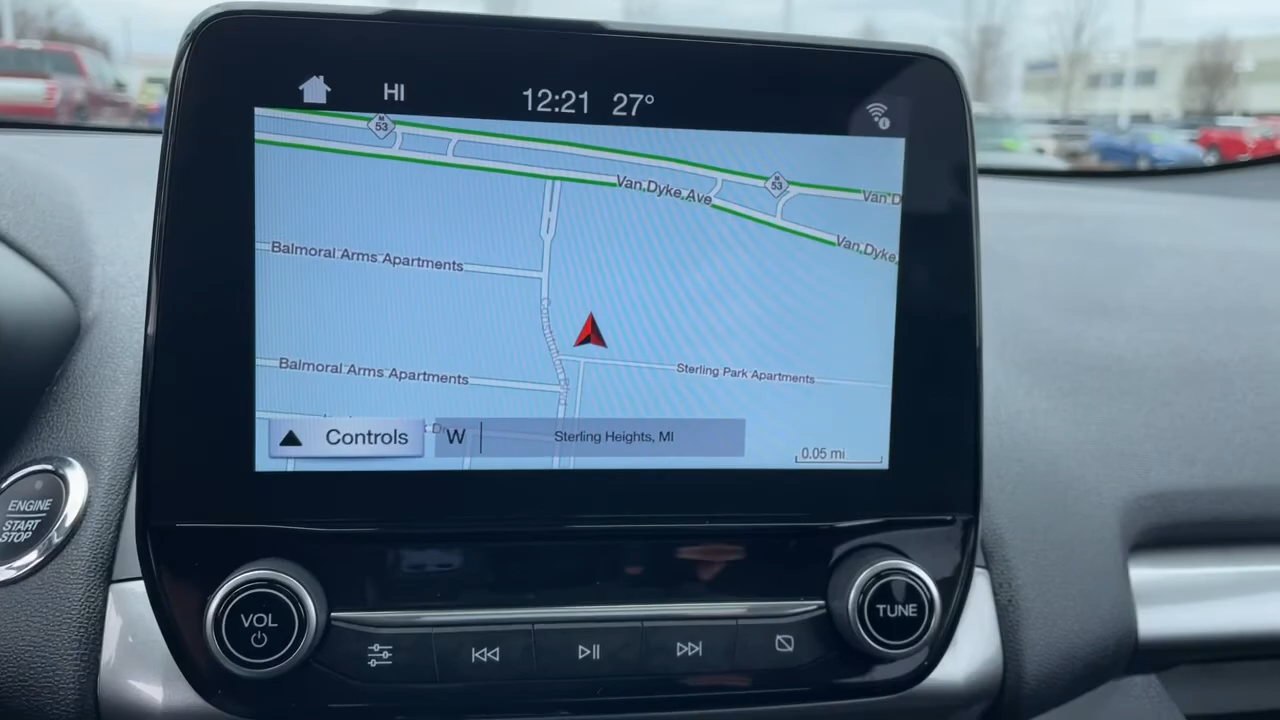 HI
12:21 27°
M
53
M
53
Van Dyke Ave
Van D
Van Dyke
Balmoral Arms Apartments
Balmoral Arms Apartments
Sterling Park Apartments
Controls
W
Sterling Heights, MI
0.05 mi
ENGINE
START
STOP
VOL
TUNE